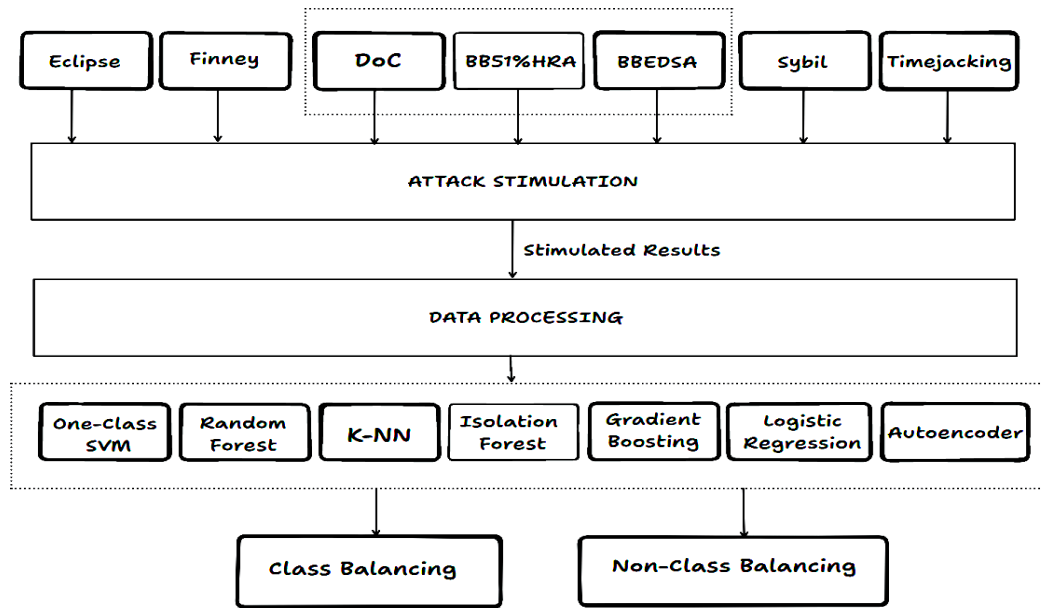 Eclipse
Finney
DoC
BB51%HRA
BBEDSA
Sybil
Timejacking
ATTACK STIMULATION
Stimulated Results
DATA PROCESSING
One-Class
SVM
Random
Forest
K-NN
Isolation
Forest
Gradient
Boosting
Logistic
Regression
Autoencoder
Class Balancing
Non-Class Balancing